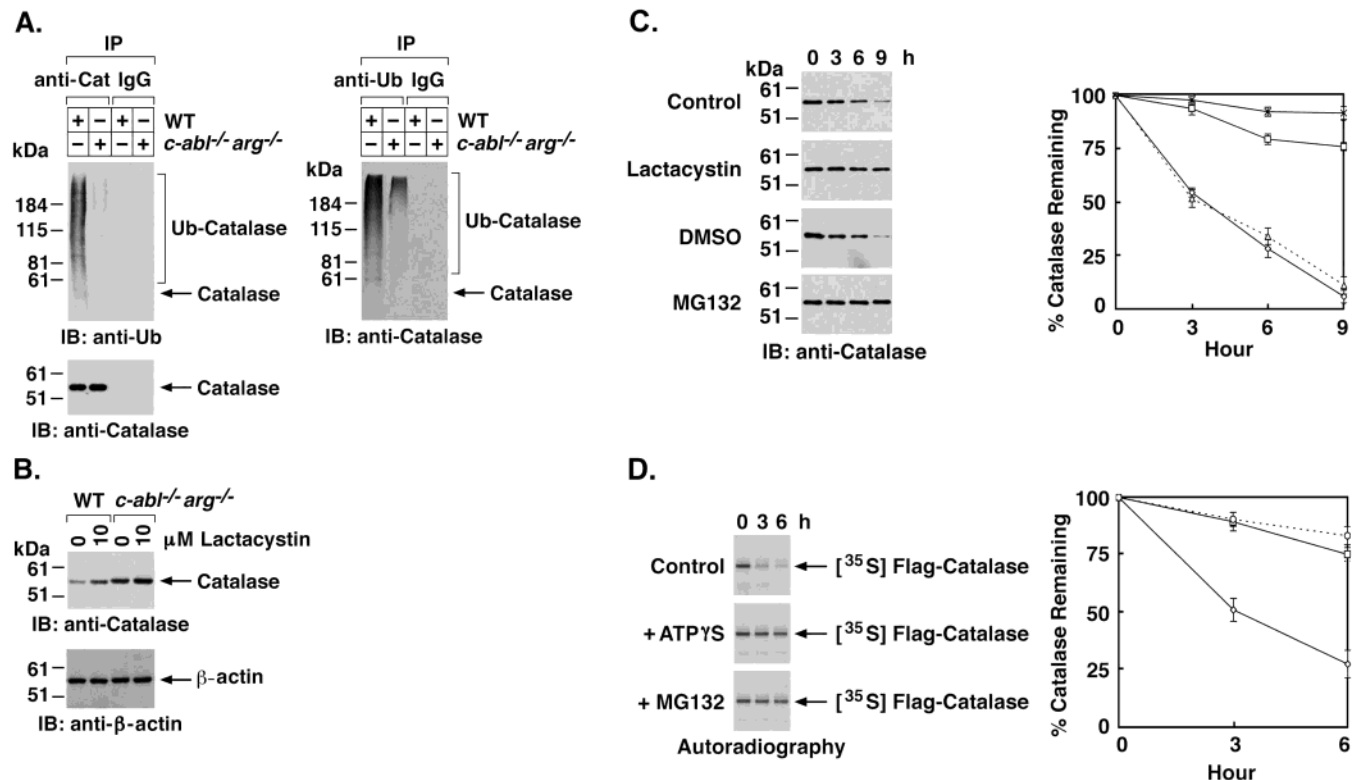 A.
IP
anti-Cat IgG
+ − + − WT
− + − + c-abl-/- arg-/-
kDa
184
115
81
61
Ub-Catalase
Catalase
IB: anti-Ub
61
51
Catalase
IB: anti-Catalase
IP
anti-Ub IgG
+ − + − WT
− + − + c-abl-/- arg-/-
kDa
184
115
81
61
Ub-Catalase
Catalase
IB: anti-Catalase
B.
WT c-abl-/- arg-/-
0 10 0 10 μM Lactacystin
kDa
61
51
Catalase
IB: anti-Catalase
61
51
β-actin
IB: anti-β-actin
C.
0 3 6 9 h
kDa
Control
61
51
Lactacystin
61
51
DMSO
61
51
MG132
61
51
IB: anti-Catalase
% Catalase Remaining
100
75
50
25
0
0 3 6 9
Hour
D.
0 3 6 h
Control
[35S] Flag-Catalase
+ ATPγS
[35S] Flag-Catalase
+ MG132
[35S] Flag-Catalase
Autoradiography
% Catalase Remaining
100
75
50
25
0
0 3 6
Hour